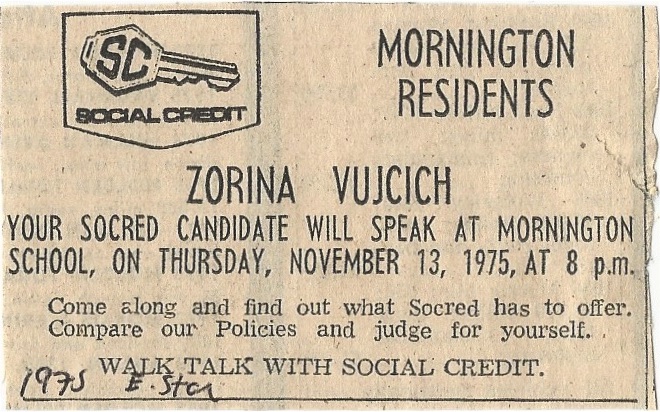 SC
SOCIAL CREDIT
MORNINGTON
RESIDENTS
ZORINA VUJCICH
YOUR SOCRED CANDIDATE WILL SPEAK AT MORNINGTON
SCHOOL, ON THURSDAY, NOVEMBER 13, 1975, AT 8 p.m.
Come along and find out what Socred has to offer.
Compare our Policies and judge for yourself.
WALK TALK WITH SOCIAL CREDIT.
1975 E. Star